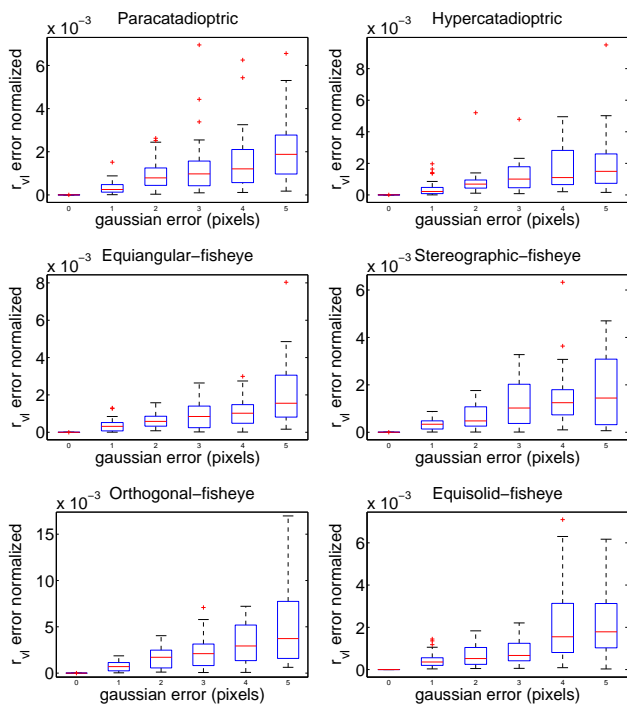 Paracatadioptric
x 10⁻³
6
4
2
0
r_vl error normalized
0 1 2 3 4 5
gaussian error (pixels)
Hypercatadioptric
x 10⁻³
8
6
4
2
0
r_vl error normalized
0 1 2 3 4 5
gaussian error (pixels)
Equiangular−fisheye
x 10⁻³
8
6
4
2
0
r_vl error normalized
0 1 2 3 4 5
gaussian error (pixels)
Stereographic−fisheye
x 10⁻³
6
4
2
0
r_vl error normalized
0 1 2 3 4 5
gaussian error (pixels)
Orthogonal−fisheye
x 10⁻³
15
10
5
0
r_vl error normalized
0 1 2 3 4 5
gaussian error (pixels)
Equisolid−fisheye
x 10⁻³
6
4
2
0
r_vl error normalized
0 1 2 3 4 5
gaussian error (pixels)